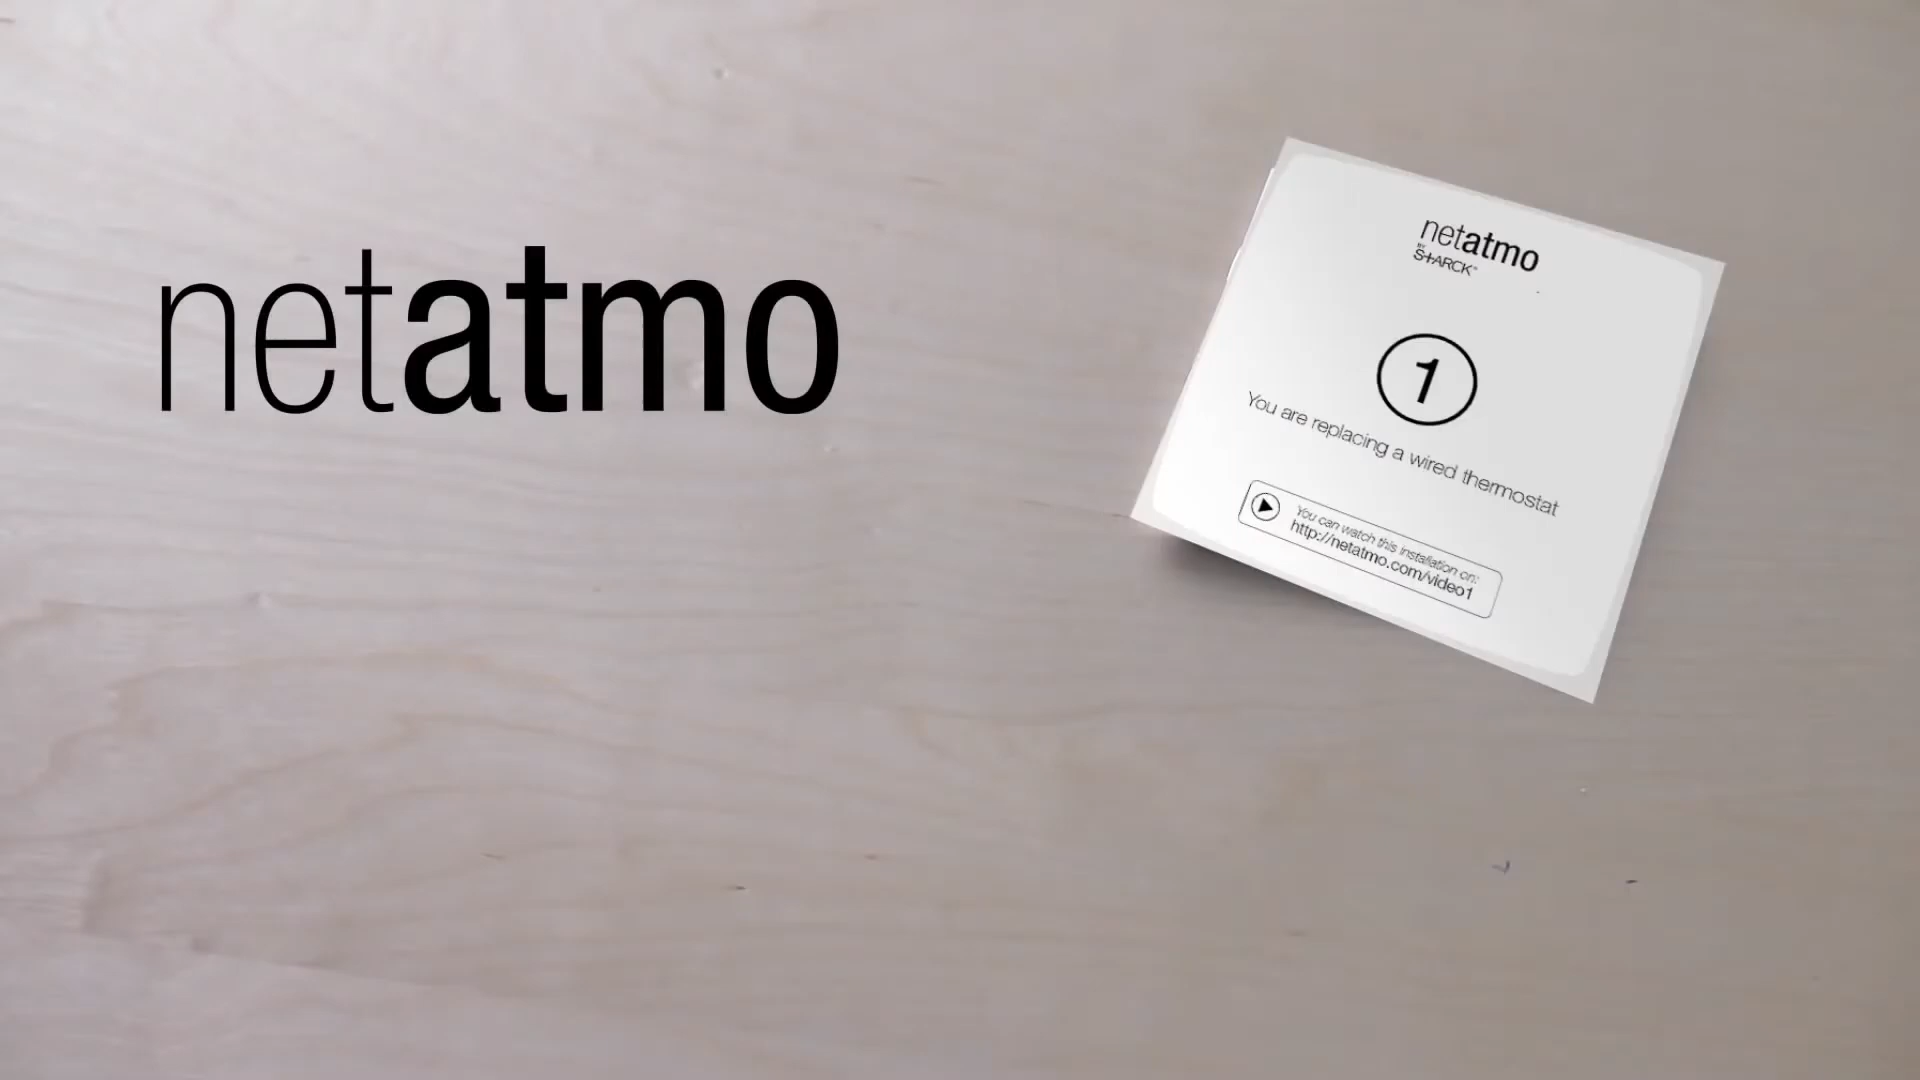 netatmo
netatmo
BY
S+ARCK™
1
You are replacing a wired thermostat
You can watch this installation on:
http://netatmo.com/video1